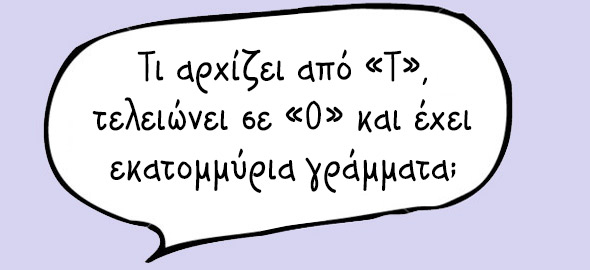 Τι αρχίζει από «Τ»,
τελειώνει σε «Ο» και έχει
εκατομμύρια γράμματα;